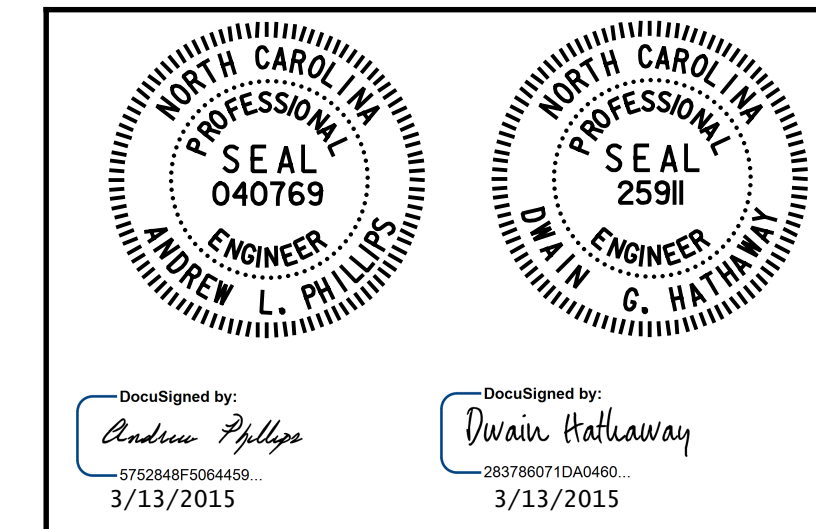 NORTH CAROLINA
PROFESSIONAL
SEAL
040769
ENGINEER
ANDREW L. PHILLIPS
NORTH CAROLINA
PROFESSIONAL
SEAL
25911
ENGINEER
DWAIN G. HATHAWAY
DocuSigned by:
Andrew Phillips
5752848F5064459...
3/13/2015
DocuSigned by:
Dwain Hathaway
283786071DA0460...
3/13/2015